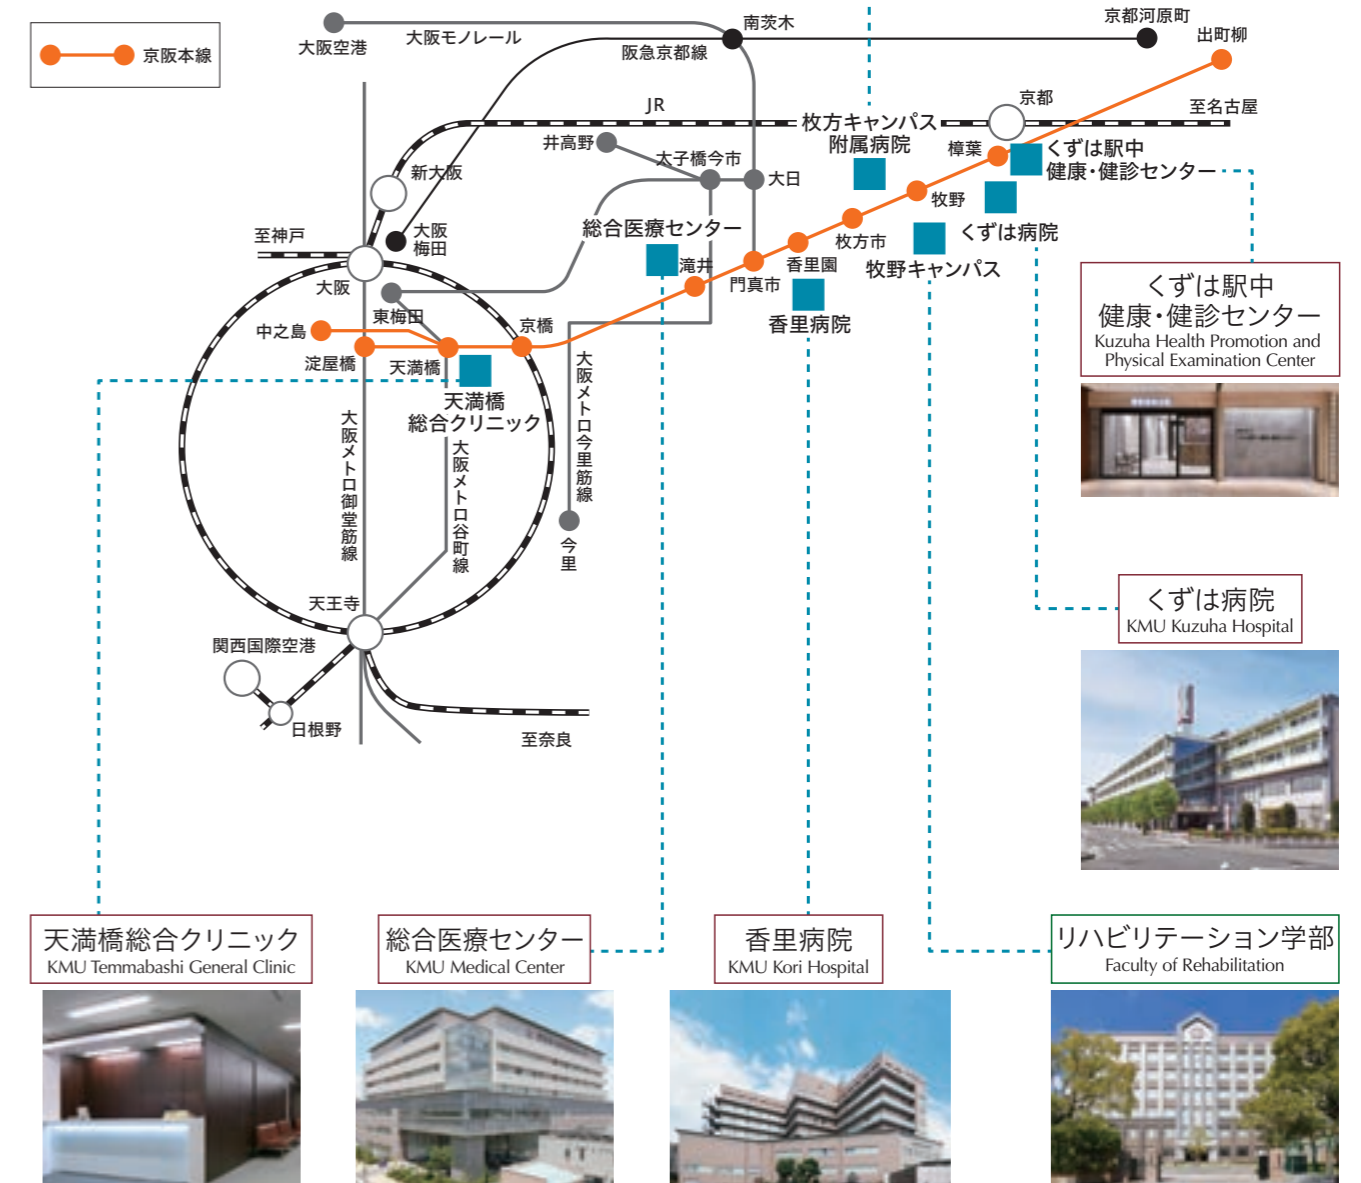 京阪本線
大阪空港
大阪モノレール
南茨木
阪急京都線
京都河原町
出町柳
JR
京都
至名古屋
枚方キャンパス
附属病院
井高野
太子橋今市
大日
樟葉
くずは駅中
健康・健診センター
新大阪
牧野
大阪
梅田
至神戸
総合医療センター
枚方市
くずは病院
滝井
香里園
牧野キャンパス
大阪
門真市
東梅田
香里病院
中之島
京橋
淀屋橋
天満橋
天満橋
総合クリニック
大阪メトロ御堂筋線
大阪メトロ谷町線
大阪メトロ今里筋線
今里
天王寺
関西国際空港
日根野
至奈良
くずは駅中
健康・健診センター
Kuzuha Health Promotion and
Physical Examination Center
くずは病院
KMU Kuzuha Hospital
天満橋総合クリニック
KMU Temmabashi General Clinic
総合医療センター
KMU Medical Center
香里病院
KMU Kori Hospital
リハビリテーション学部
Faculty of Rehabilitation